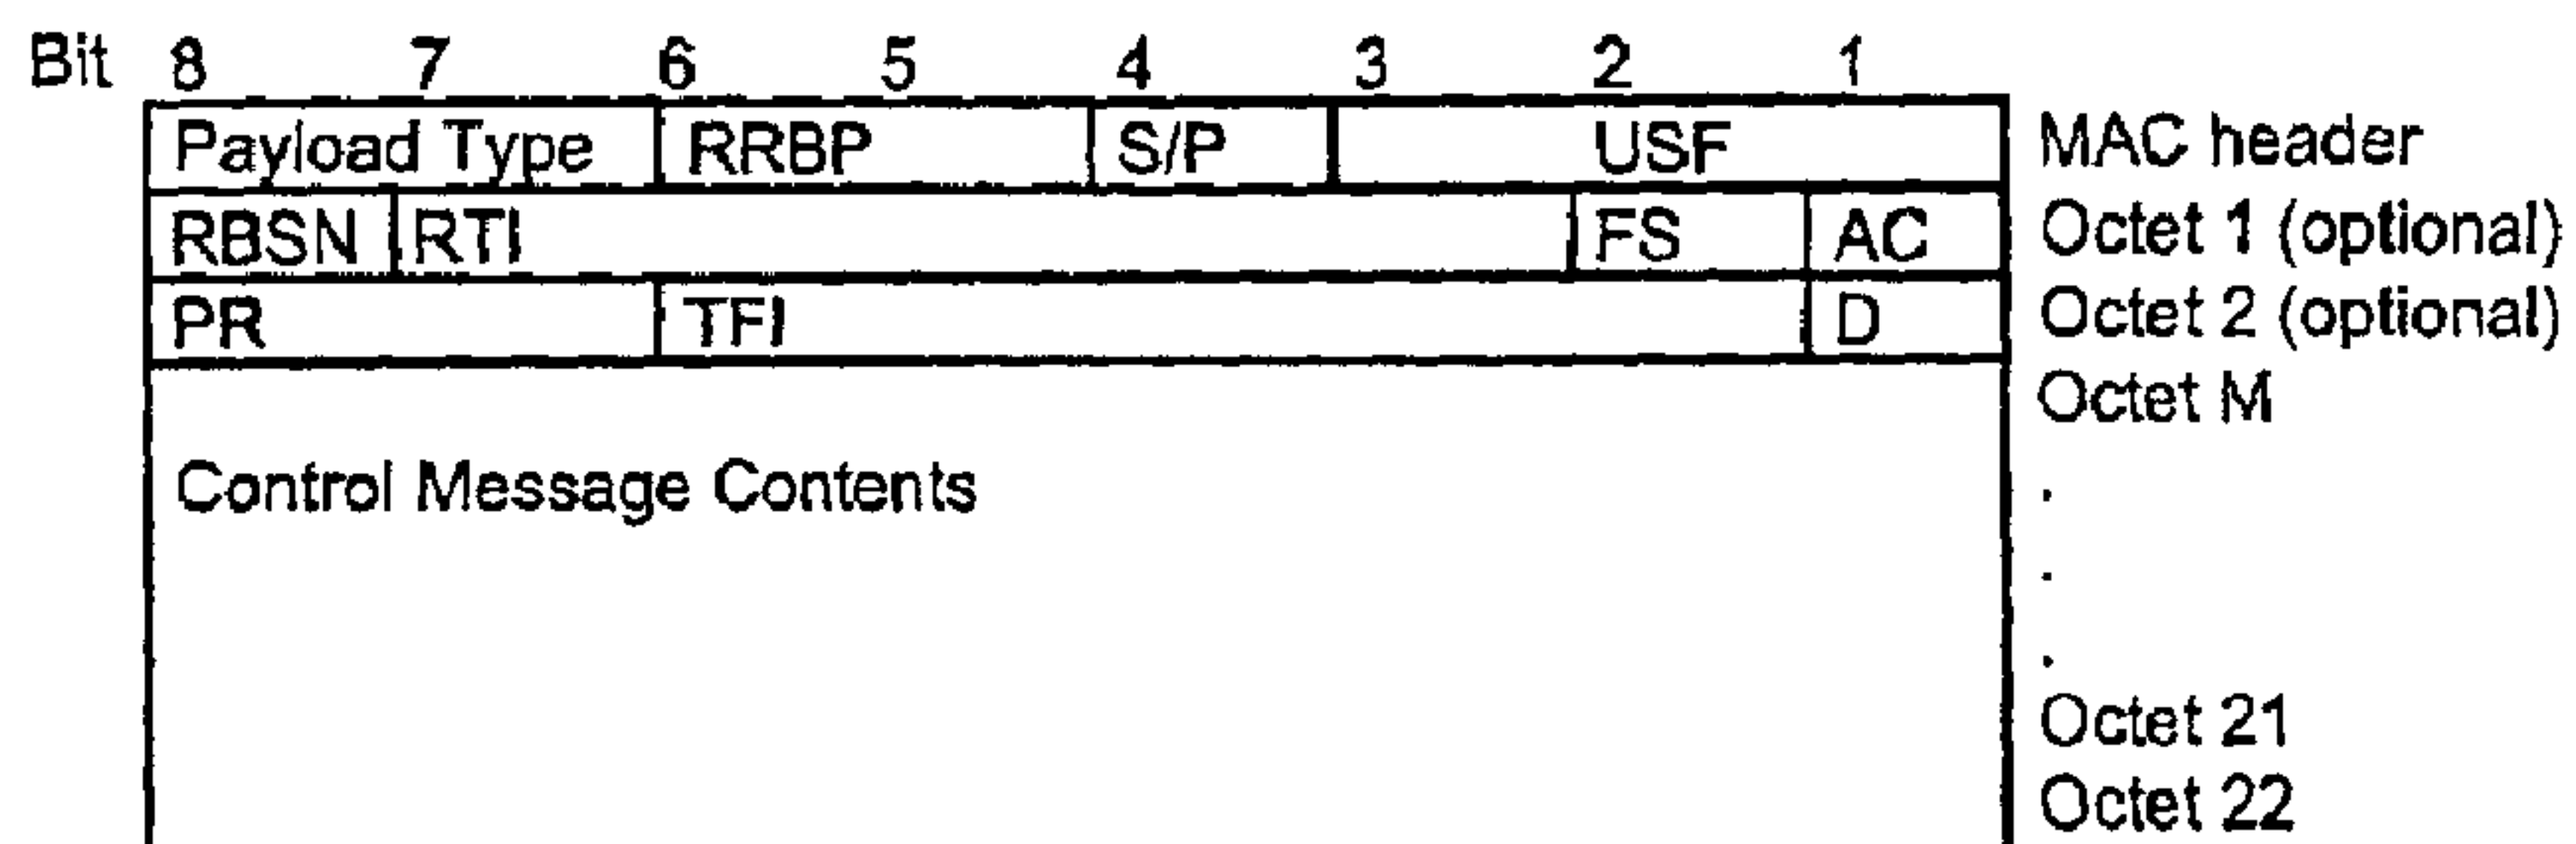 Bit 8 7 6 5 4 3 2 1
Payload Type RRBP S/P USF MAC header
RBSN RTI FS AC Octet 1 (optional)
PR TFI D Octet 2 (optional)
Octet M
Control Message Contents .
.
.
Octet 21
Octet 22